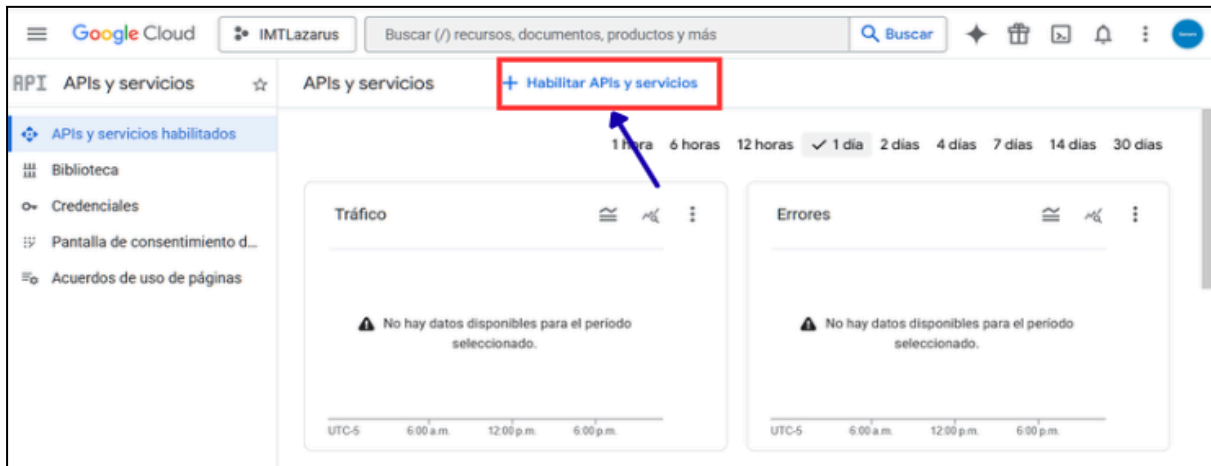 Google Cloud
IMTLazarus
Buscar (/) recursos, documentos, productos y más
Buscar
API
APIs y servicios
APIs y servicios
+ Habilitar APIs y servicios
APIs y servicios habilitados
Biblioteca
Credenciales
Pantalla de consentimiento d...
Acuerdos de uso de páginas
1 hora 6 horas 12 horas ✓ 1 día 2 días 4 días 7 días 14 días 30 días
Tráfico
No hay datos disponibles para el período
seleccionado.
UTC-5 6:00 a.m. 12:00 p.m. 6:00 p.m.
Errores
No hay datos disponibles para el período
seleccionado.
UTC-5 6:00 a.m. 12:00 p.m. 6:00 p.m.